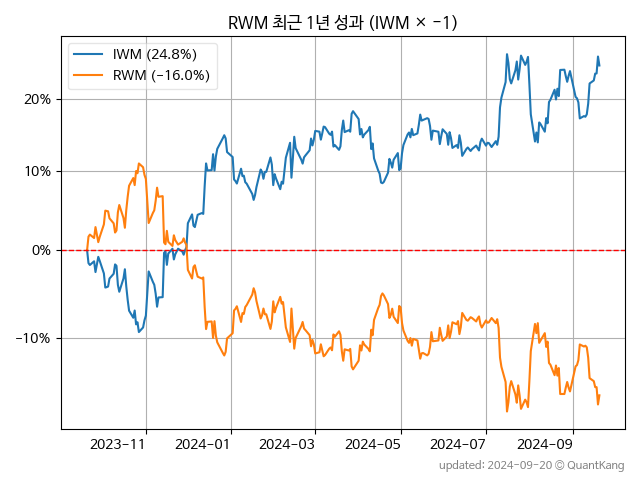 RWM 최근 1년 성과 (IWM × -1)
IWM (24.8%)
RWM (-16.0%)
20%
10%
0%
-10%
2023-11
2024-01
2024-03
2024-05
2024-07
2024-09
updated: 2024-09-20 © QuantKang